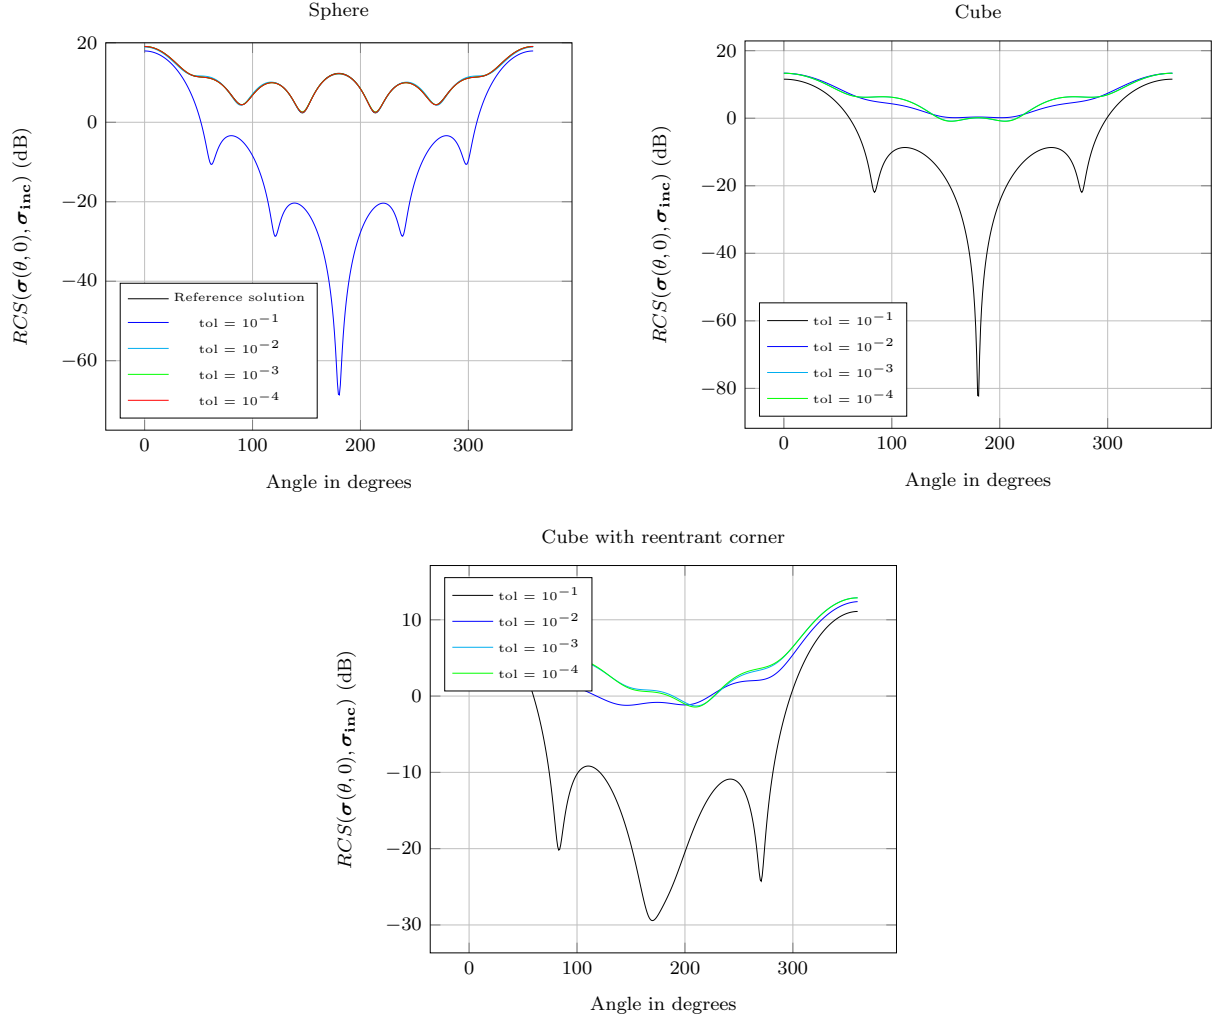 Sphere
20
0
−20
−40
−60
0
100
200
300
RCS(σ(θ, 0), σ_inc) (dB)
Angle in degrees
Reference solution
tol = 10^−1
tol = 10^−2
tol = 10^−3
tol = 10^−4
Cube
20
0
−20
−40
−60
−80
0
100
200
300
RCS(σ(θ, 0), σ_inc) (dB)
Angle in degrees
tol = 10^−1
tol = 10^−2
tol = 10^−3
tol = 10^−4
Cube with reentrant corner
10
0
−10
−20
−30
0
100
200
300
RCS(σ(θ, 0), σ_inc) (dB)
Angle in degrees
tol = 10^−1
tol = 10^−2
tol = 10^−3
tol = 10^−4